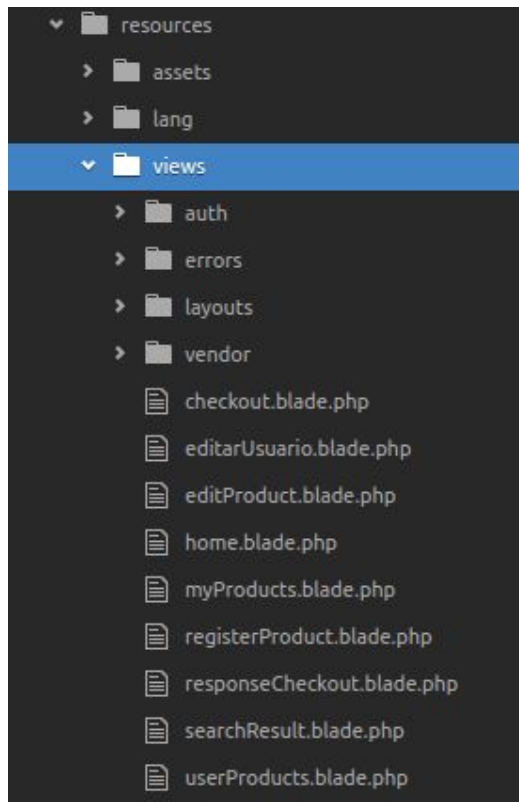 resources
assets
lang
views
auth
errors
layouts
vendor
checkout.blade.php
editarUsuario.blade.php
editProduct.blade.php
home.blade.php
myProducts.blade.php
registerProduct.blade.php
responseCheckout.blade.php
searchResult.blade.php
userProducts.blade.php